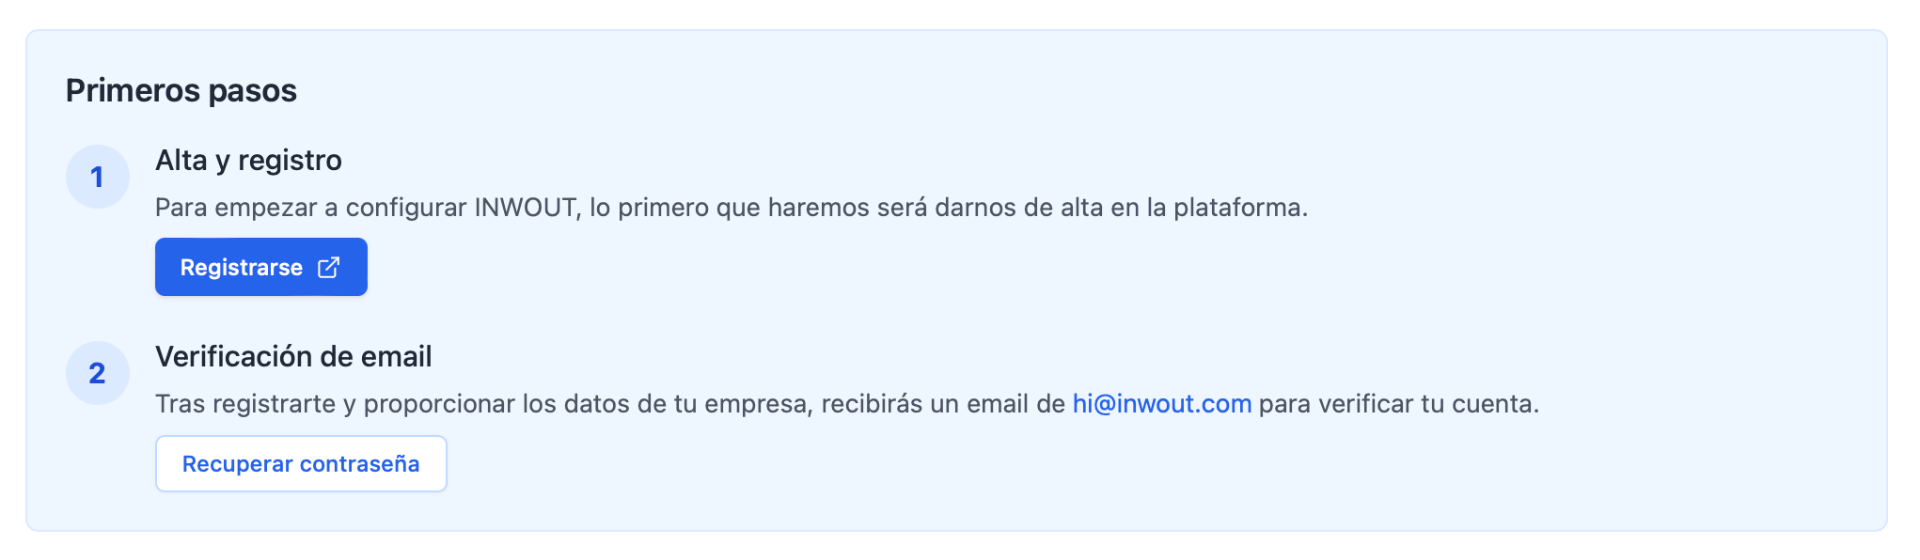 Primeros pasos
1
Alta y registro
Para empezar a configurar INWOUT, lo primero que haremos será darnos de alta en la plataforma.
Registrarse
2
Verificación de email
Tras registrarte y proporcionar los datos de tu empresa, recibirás un email de hi@inwout.com para verificar tu cuenta.
Recuperar contraseña